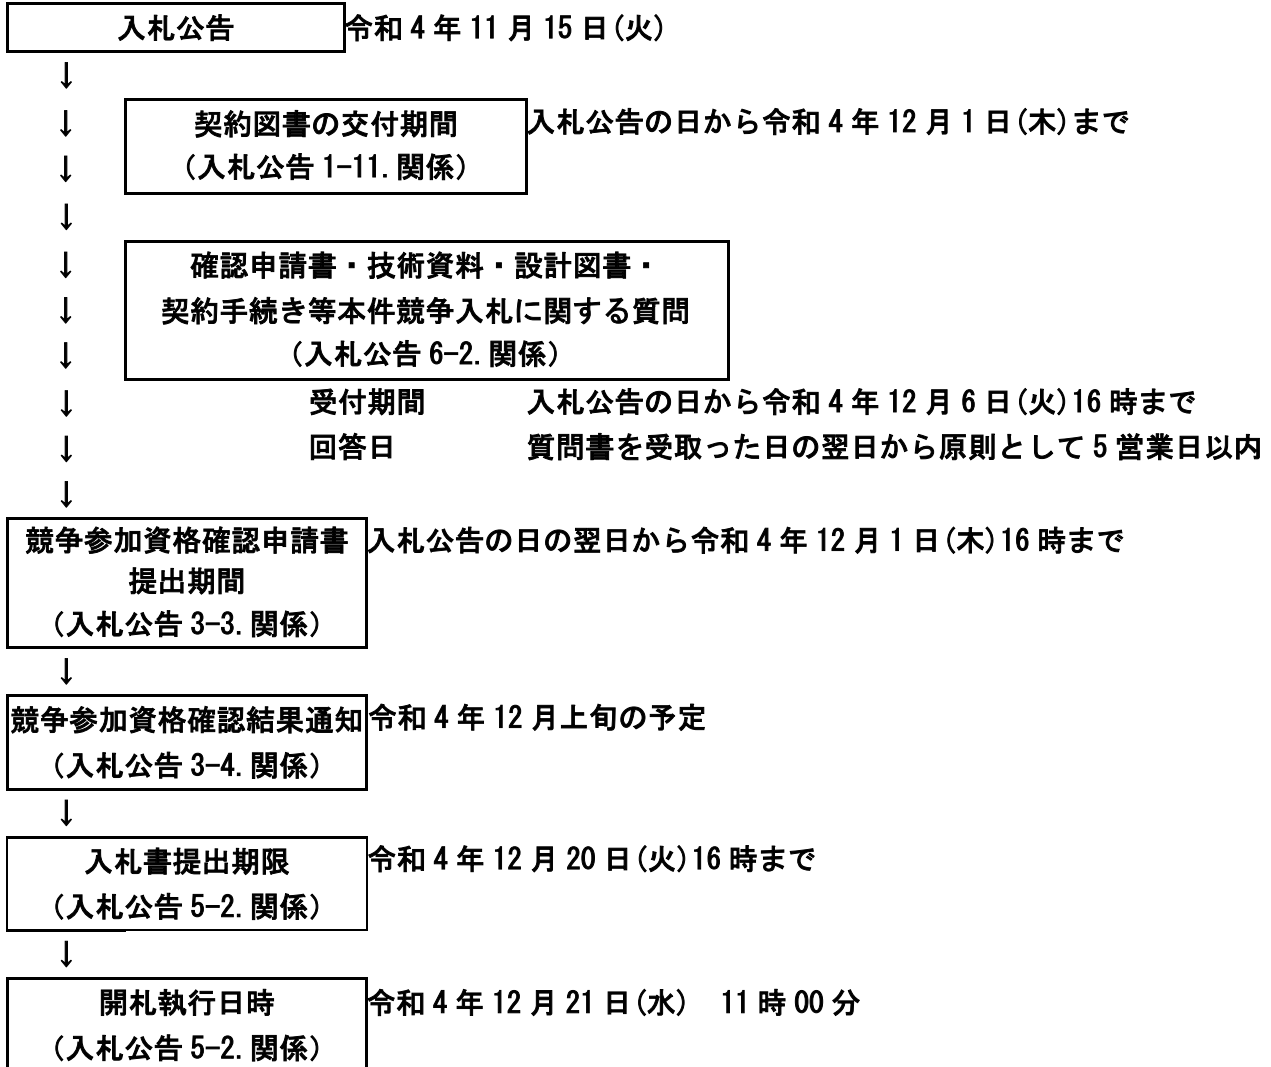 入札公告 令和4年11月15日(火)
↓
↓ 契約図書の交付期間 入札公告の日から令和4年12月1日(木)まで
↓ (入札公告1-11.関係)
↓
↓ 確認申請書・技術資料・設計図書・
↓ 契約手続き等本件競争入札に関する質問
↓ (入札公告6-2.関係)
↓ 受付期間 入札公告の日から令和4年12月6日(火)16時まで
↓ 回答日 質問書を受取った日の翌日から原則として5営業日以内
↓
競争参加資格確認申請書 入札公告の日の翌日から令和4年12月1日(木)16時まで
提出期間
(入札公告3-3.関係)
↓
競争参加資格確認結果通知 令和4年12月上旬の予定
(入札公告3-4.関係)
↓
入札書提出期限 令和4年12月20日(火)16時まで
(入札公告5-2.関係)
↓
開札執行日時 令和4年12月21日(水) 11時00分
(入札公告5-2.関係)